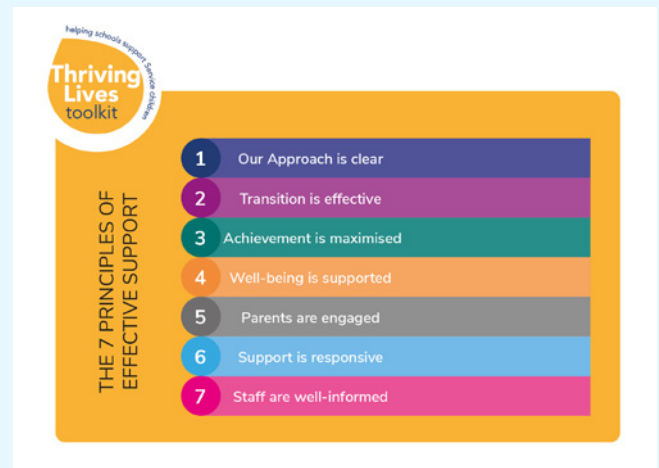 helping schools support Service children
Thriving
Lives
toolkit
THE 7 PRINCIPLES OF
EFFECTIVE SUPPORT
1 Our Approach is clear
2 Transition is effective
3 Achievement is maximised
4 Well-being is supported
5 Parents are engaged
6 Support is responsive
7 Staff are well-informed